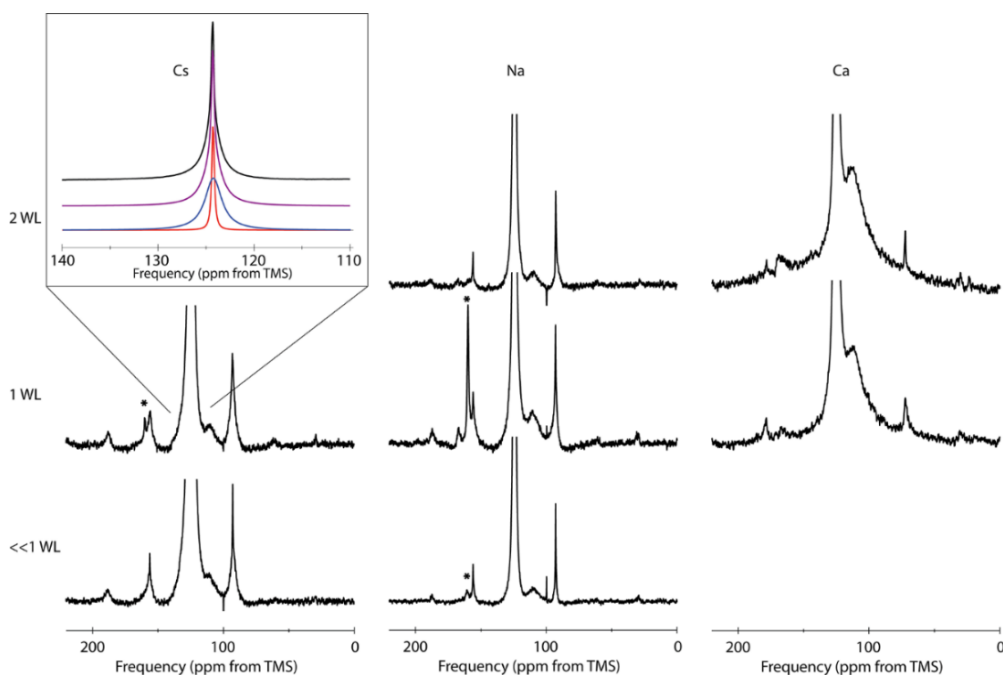 Cs
Na
Ca
140 130 120 110
Frequency (ppm from TMS)
2 WL
*
1 WL
*
<<1 WL
*
200 100 0
200 100 0
200 100 0
Frequency (ppm from TMS)
Frequency (ppm from TMS)
Frequency (ppm from TMS)